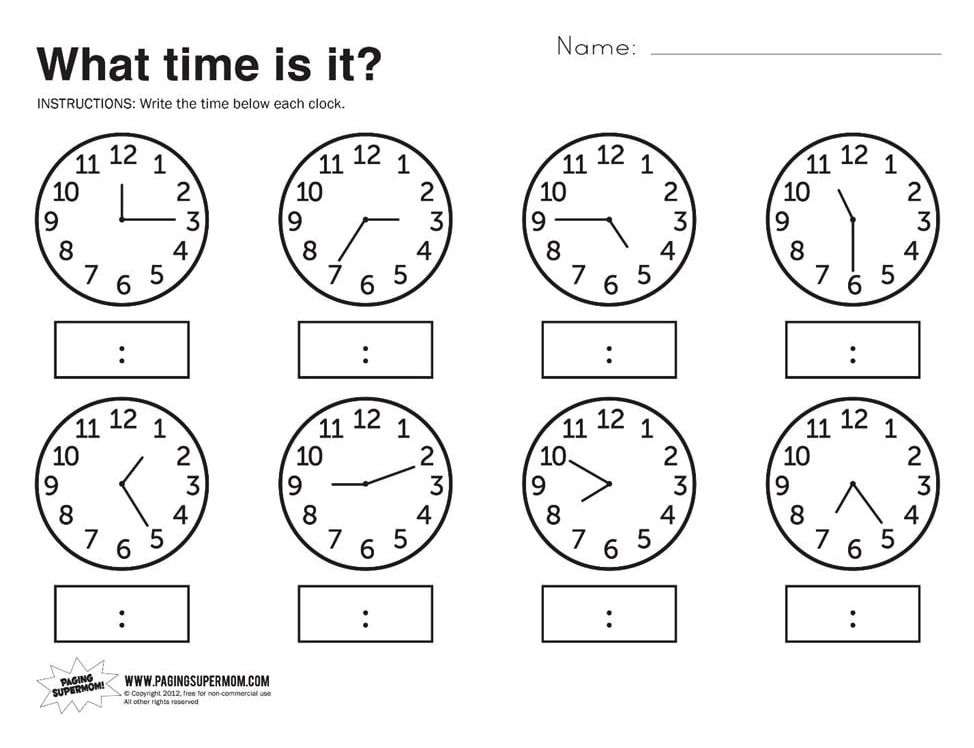 Name:
What time is it?
INSTRUCTIONS: Write the time below each clock.
12 12 12 12
11 1 11 1 11 1 11 1
10 2 10 2 10 2 10 2
9 3 9 3 9 3 9 3
8 4 8 4 8 4 8 4
7 5 7 5 7 5 7 5
6 6 6 6
: : : :
12 12 12 12
11 1 11 1 11 1 11 1
10 2 10 2 10 2 10 2
9 3 9 3 9 3 9 3
8 4 8 4 8 4 8 4
7 5 7 5 7 5 7 5
6 6 6 6
: : : :
PAGING
SUPERMOM!
WWW.PAGINGSUPERMOM.COM
© Copyright 2012, free for non-commercial use
All other rights reserved